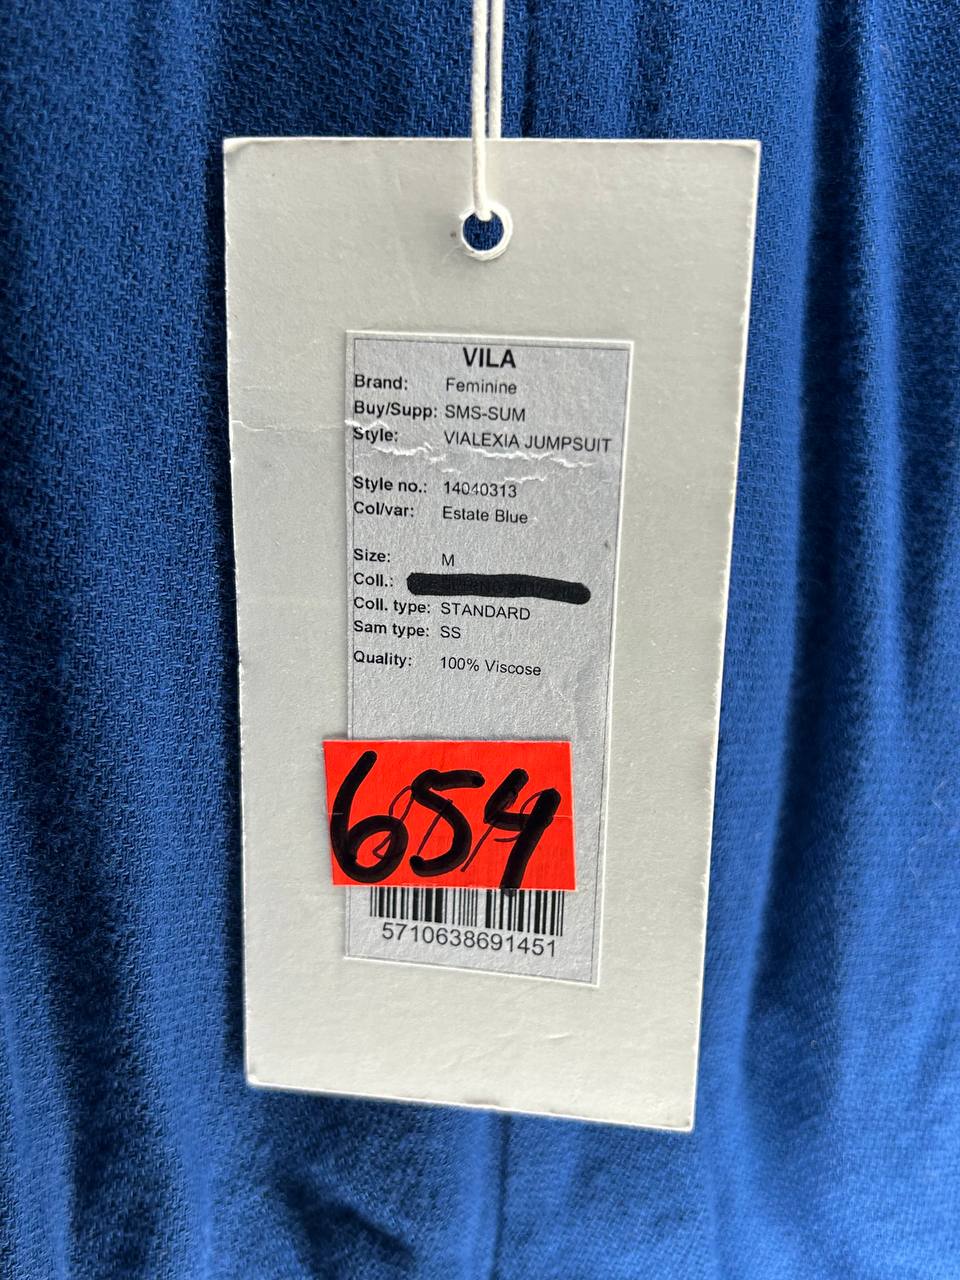 VILA
Brand: Feminine
Buy/Supp: SMS-SUM
Style: VIALEXIA JUMPSUIT
Style no.: 14040313
Col/var: Estate Blue
Size: M
Coll.:
Coll. type: STANDARD
Sam type: SS
Quality: 100% Viscose
654
5710638691451